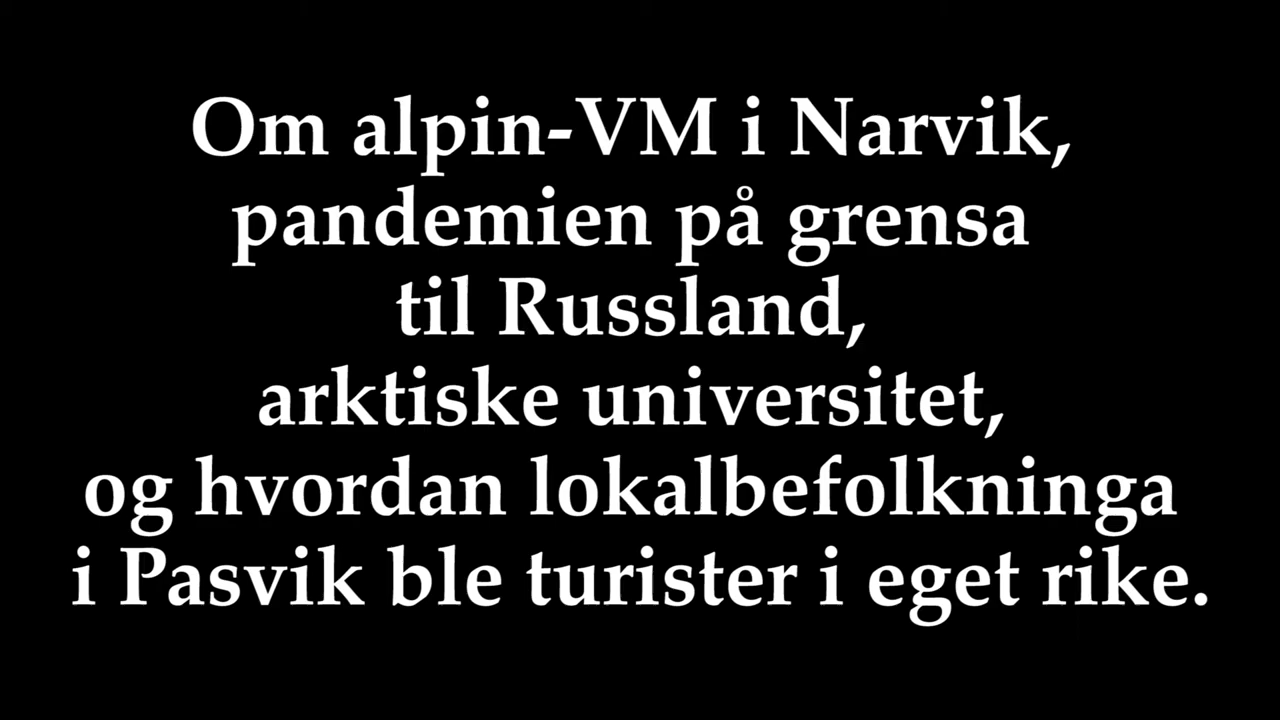 Om alpin-VM i Narvik,
pandemien på grensa
til Russland,
arktiske universitet,
og hvordan lokalbefolkninga
i Pasvik ble turister i eget rike.